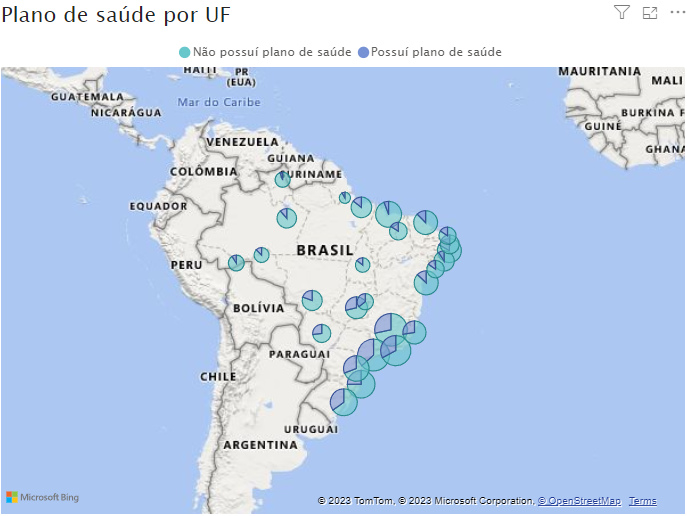 Plano de saúde por UF
Não possuí plano de saúde
Possuí plano de saúde
HAITI
PR
(EUA)
MAURITANIA
GUATEMALA
Mar do Caribe
MALI
NICARÁGUA
BURKINA F
GUINÉ
VENEZUELA
GUIANA
GHANA
COLÔMBIA
SURINAME
EQUADOR
BRASIL
PERU
BOLÍVIA
PARAGUAI
CHILE
URUGUAI
ARGENTINA
Microsoft Bing
© 2023 TomTom, © 2023 Microsoft Corporation, © OpenStreetMap Terms